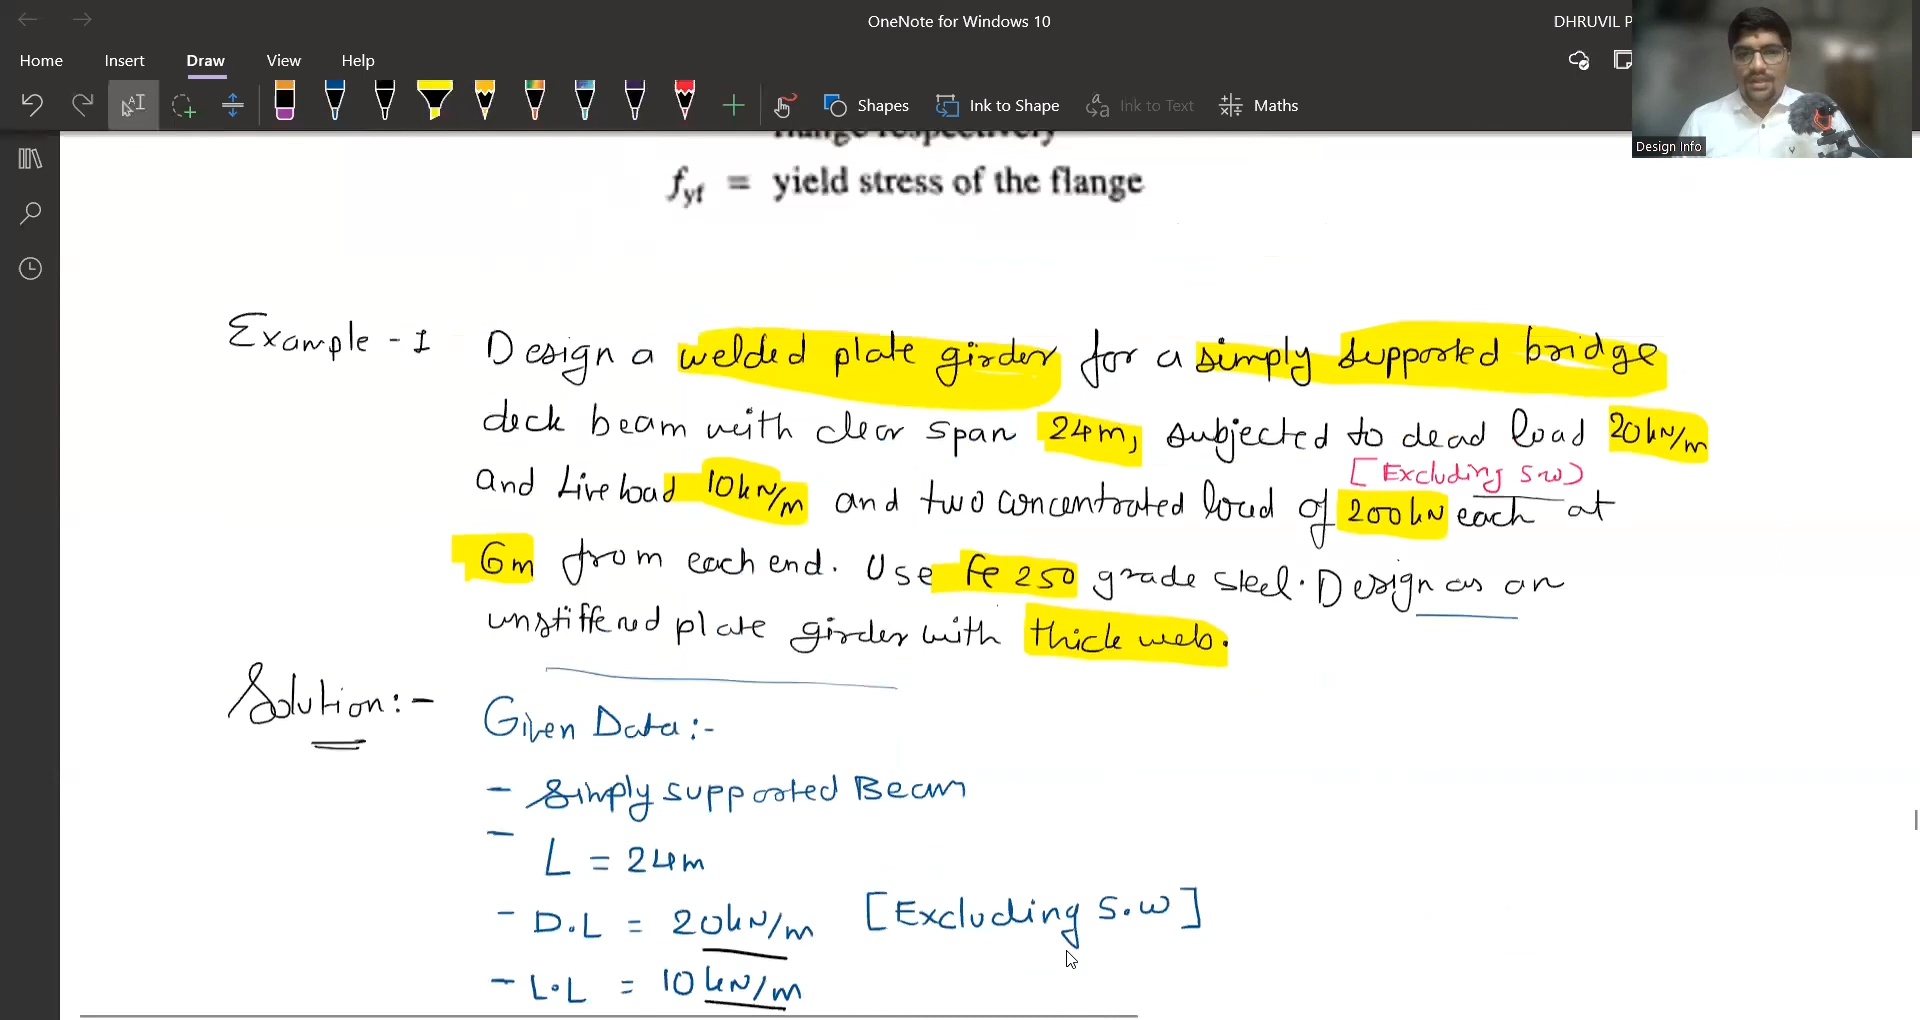 OneNote for Windows 10
DHRUVIL P
Home Insert Draw View Help
Shapes Ink to Shape Ink to Text Maths
Design Info
flange respectively
fyf = yield stress of the flange
Example - 1 Design a welded plate girder for a simply supported bridge
deck beam with clear span 24m, subjected to dead load 20kN/m
[Excluding S.W]
and Live load 10kN/m and two concentrated load of 200kN each at
6m from each end. Use fe 250 grade steel. Design as an
unstiffened plate girder with thick web.
Solution:-
Given Data:-
- Simply supported Beam
- L = 24m
- D.L = 20kN/m [Excluding S.W]
- L.L = 10kN/m